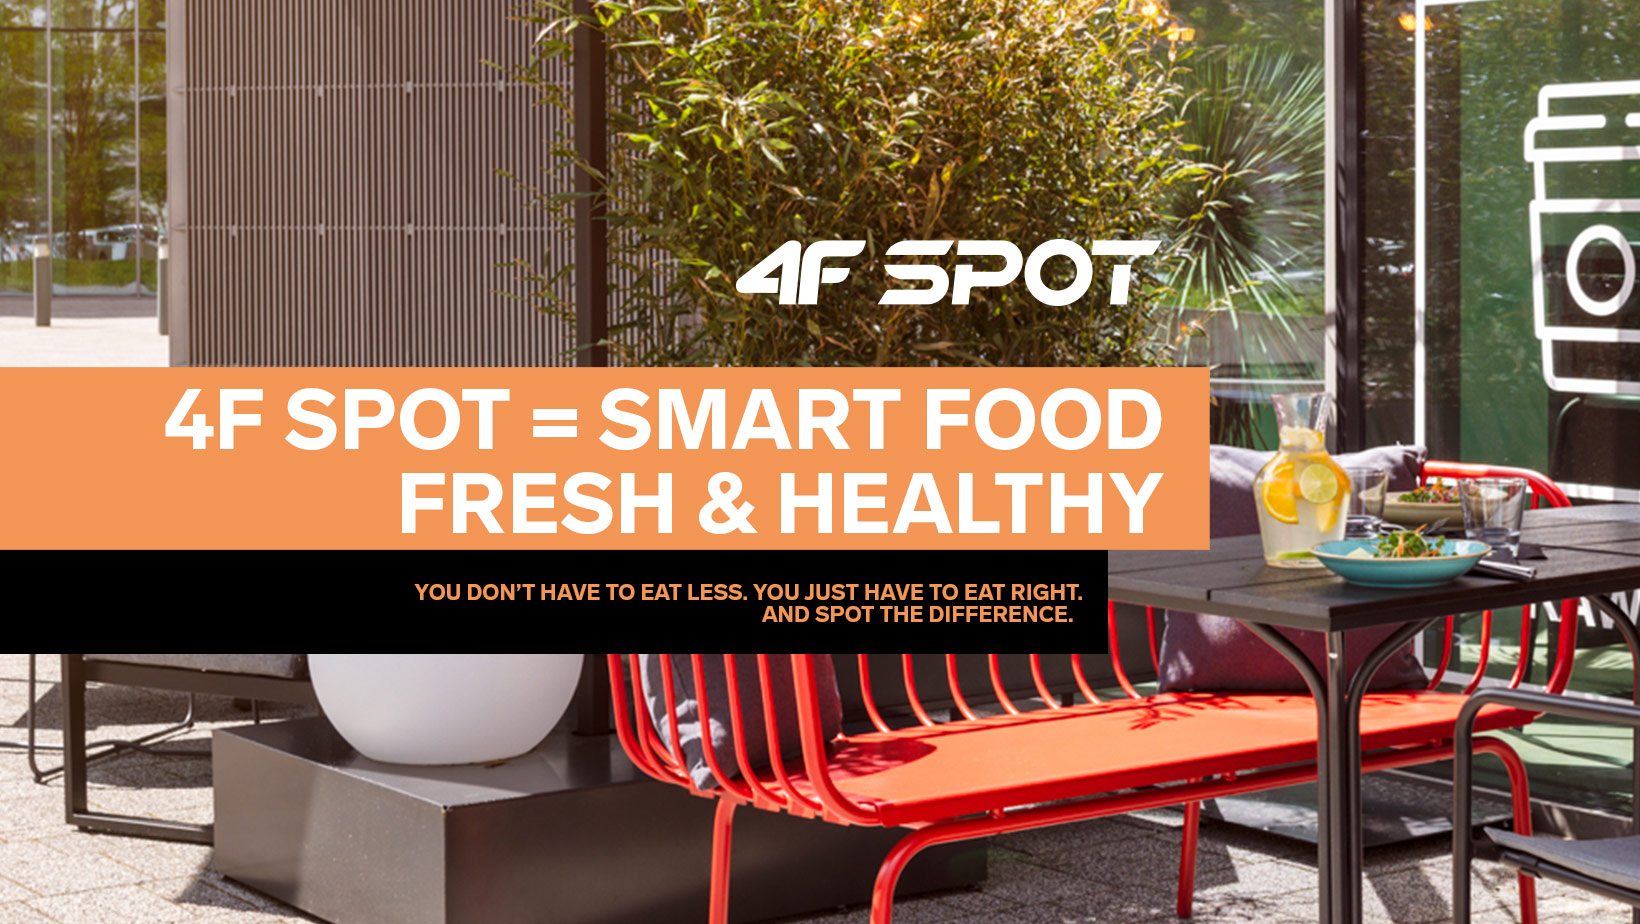 4F SPOT
4F SPOT = SMART FOOD
FRESH & HEALTHY
YOU DON'T HAVE TO EAT LESS. YOU JUST HAVE TO EAT RIGHT.
AND SPOT THE DIFFERENCE.